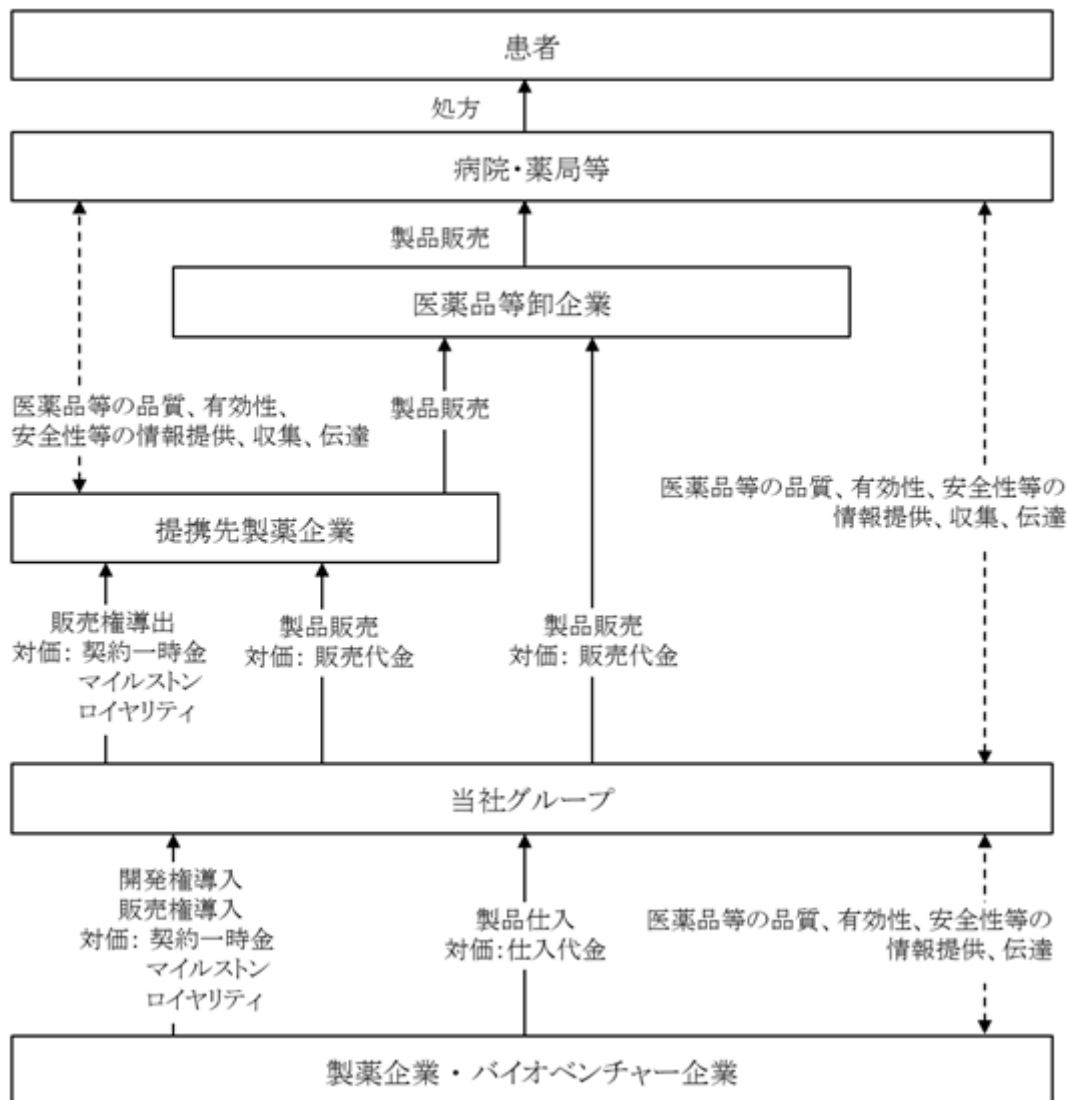 患者
処方
病院・薬局等
製品販売
医薬品等卸企業
医薬品等の品質、有効性、
安全性等の情報提供、収集、伝達
製品販売
医薬品等の品質、有効性、安全性等の
情報提供、収集、伝達
提携先製薬企業
販売権導出
対価: 契約一時金
マイルストン
ロイヤリティ
製品販売
対価: 販売代金
製品販売
対価: 販売代金
当社グループ
開発権導入
販売権導入
対価: 契約一時金
マイルストン
ロイヤリティ
製品仕入
対価:仕入代金
医薬品等の品質、有効性、安全性等の
情報提供、伝達
製薬企業・バイオベンチャー企業